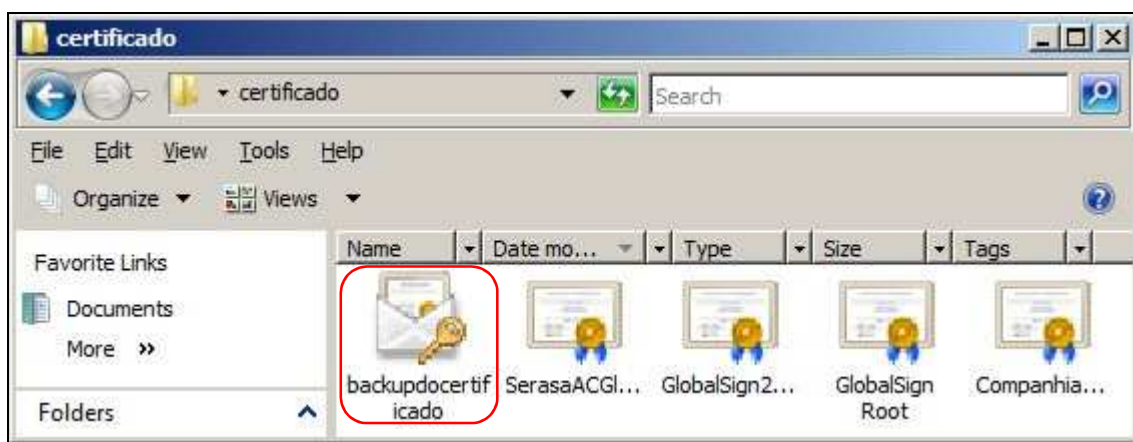 certificado
certificado
Search
File Edit View Tools Help
Organize Views
Favorite Links
Documents
More »
Folders
Name Date mo... Type Size Tags
backupdocertif
icado
SerasaACGl...
GlobalSign2...
GlobalSign
Root
Companhia...